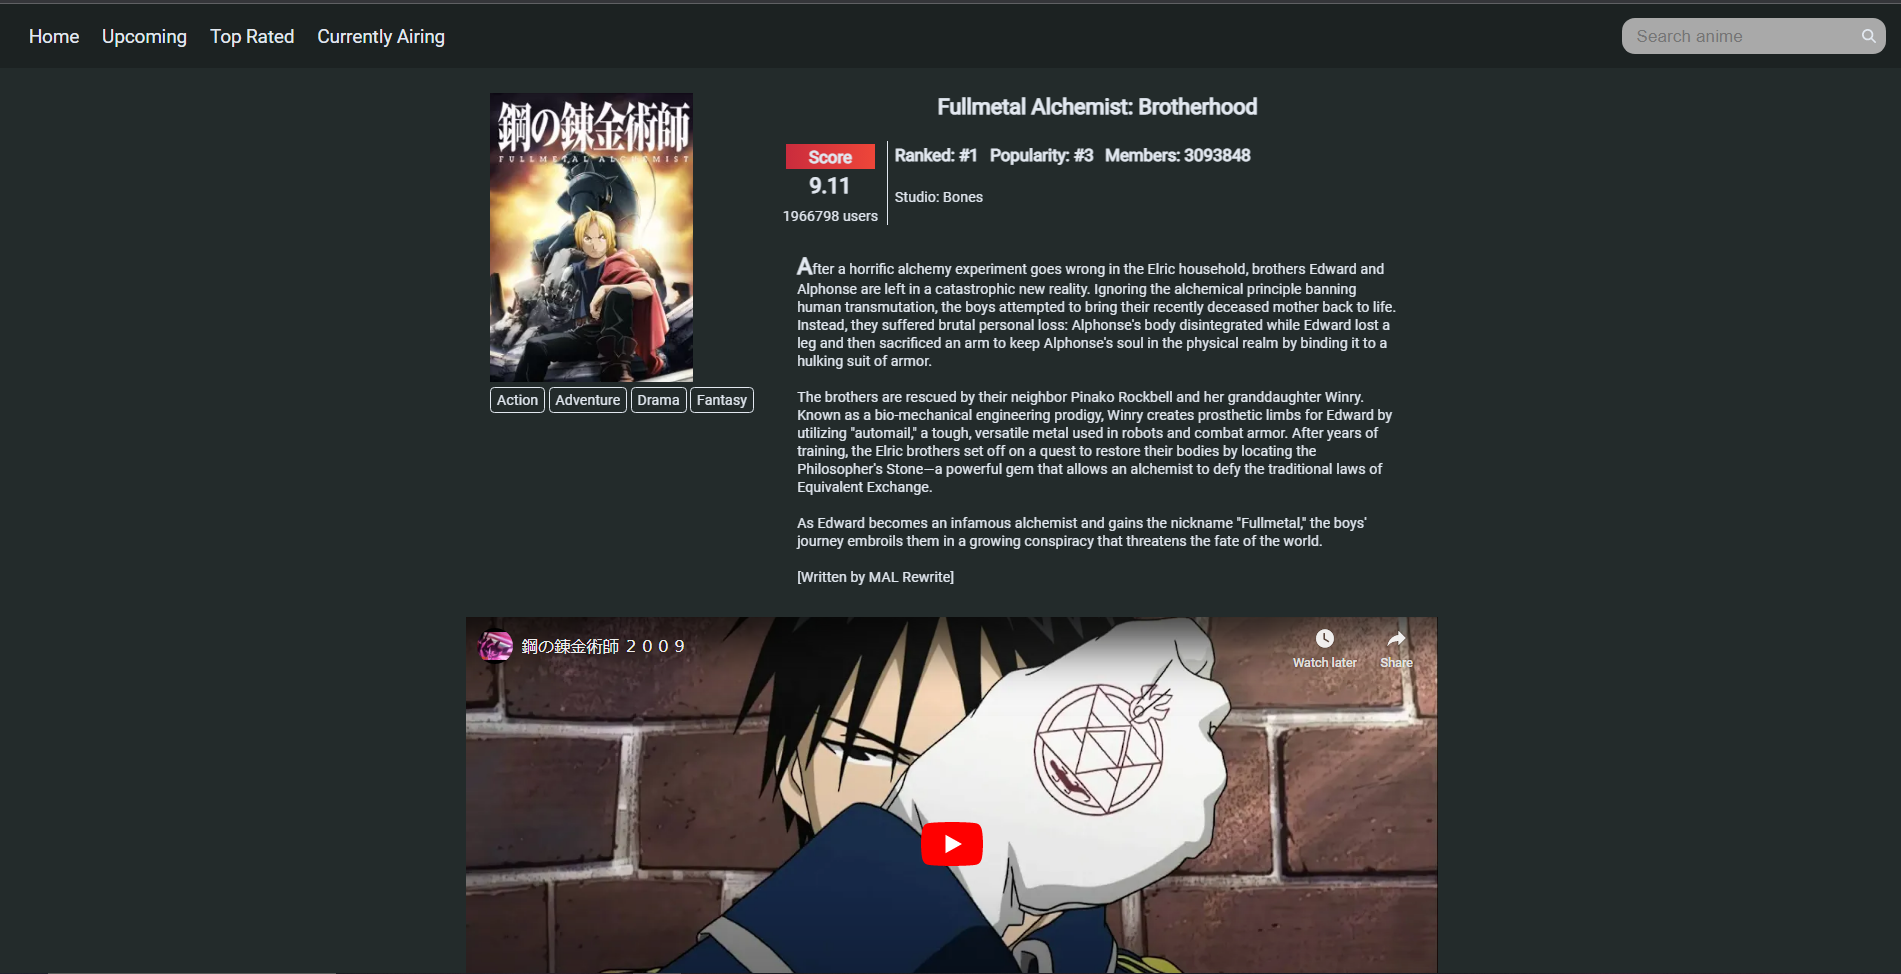 Home Upcoming Top Rated Currently Airing
Search anime
鋼の錬金術師
FULLMETAL ALCHEMIST
Action Adventure Drama Fantasy
Fullmetal Alchemist: Brotherhood
Score
9.11
1966798 users
Ranked: #1 Popularity: #3 Members: 3093848
Studio: Bones
After a horrific alchemy experiment goes wrong in the Elric household, brothers Edward and
Alphonse are left in a catastrophic new reality. Ignoring the alchemical principle banning
human transmutation, the boys attempted to bring their recently deceased mother back to life.
Instead, they suffered brutal personal loss: Alphonse's body disintegrated while Edward lost a
leg and then sacrificed an arm to keep Alphonse's soul in the physical realm by binding it to a
hulking suit of armor.
The brothers are rescued by their neighbor Pinako Rockbell and her granddaughter Winry.
Known as a bio-mechanical engineering prodigy, Winry creates prosthetic limbs for Edward by
utilizing "automail," a tough, versatile metal used in robots and combat armor. After years of
training, the Elric brothers set off on a quest to restore their bodies by locating the
Philosopher's Stone—a powerful gem that allows an alchemist to defy the traditional laws of
Equivalent Exchange.
As Edward becomes an infamous alchemist and gains the nickname "Fullmetal," the boys'
journey embroils them in a growing conspiracy that threatens the fate of the world.
[Written by MAL Rewrite]
鋼の錬金術師 ２００９
Watch later Share